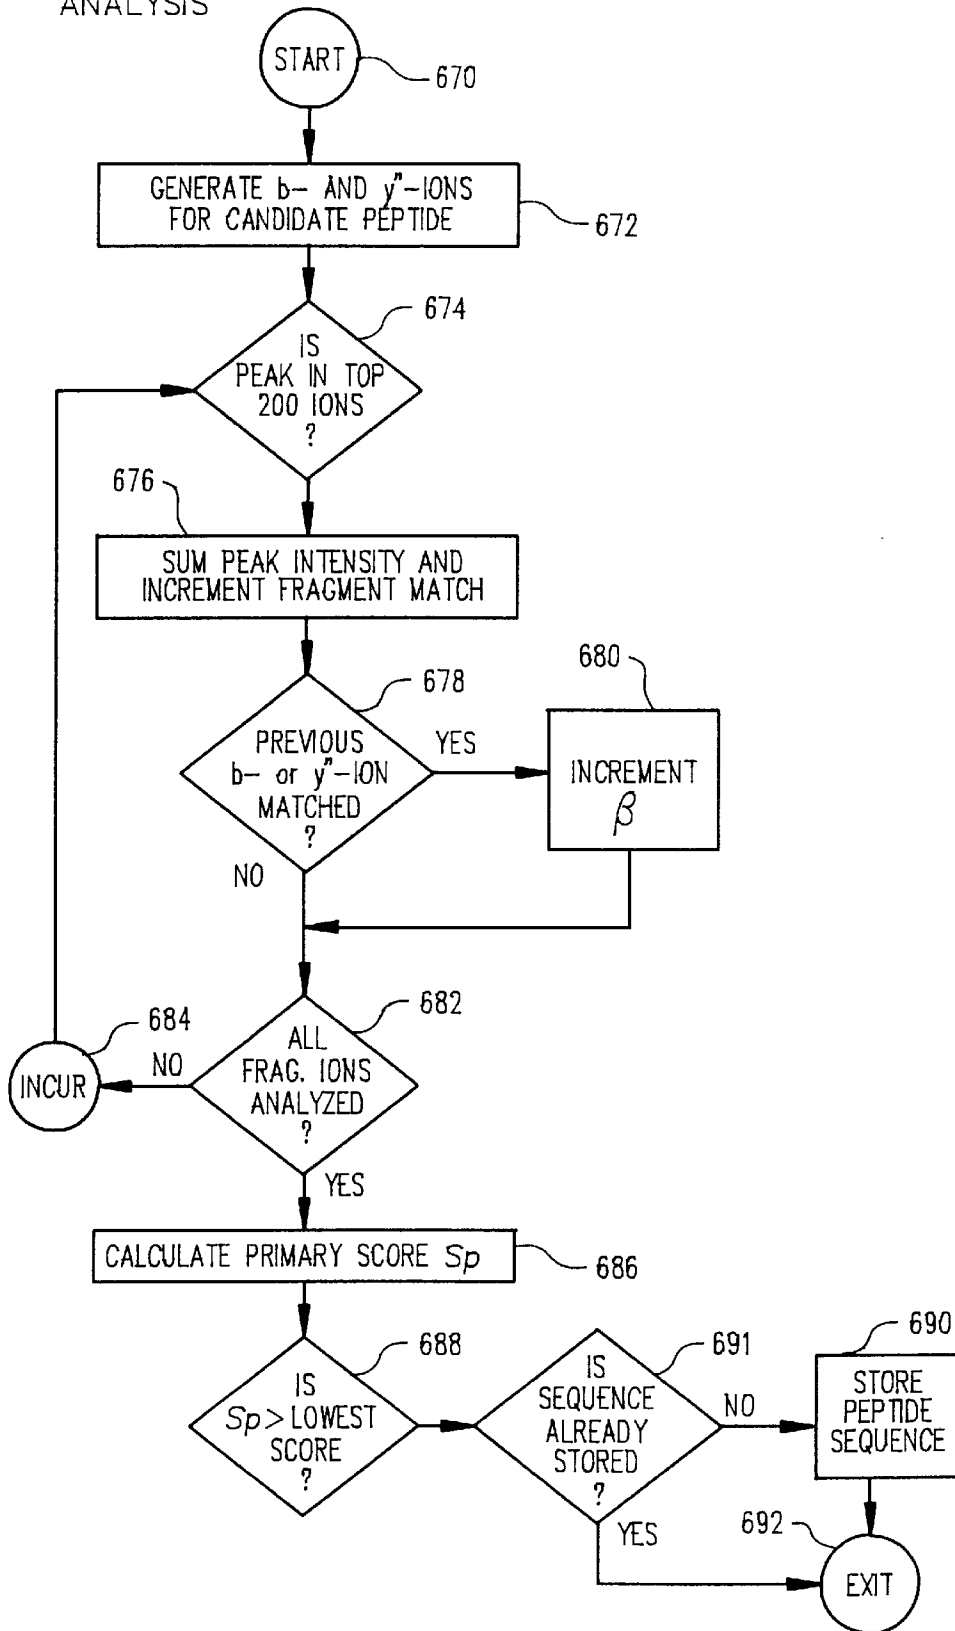 ANALYSIS
START
670
GENERATE b- AND y"-IONS
FOR CANDIDATE PEPTIDE
672
674
IS
PEAK IN TOP
200 IONS
?
676
SUM PEAK INTENSITY AND
INCREMENT FRAGMENT MATCH
678
680
PREVIOUS
b- or y"-ION
MATCHED
?
YES
INCREMENT
β
NO
682
684
ALL
FRAG. IONS
ANALYZED
?
NO
INCUR
YES
CALCULATE PRIMARY SCORE Sp
686
688
IS
Sp>LOWEST
SCORE
?
691
IS
SEQUENCE
ALREADY
STORED
?
NO
690
STORE
PEPTIDE
SEQUENCE
YES
692
EXIT